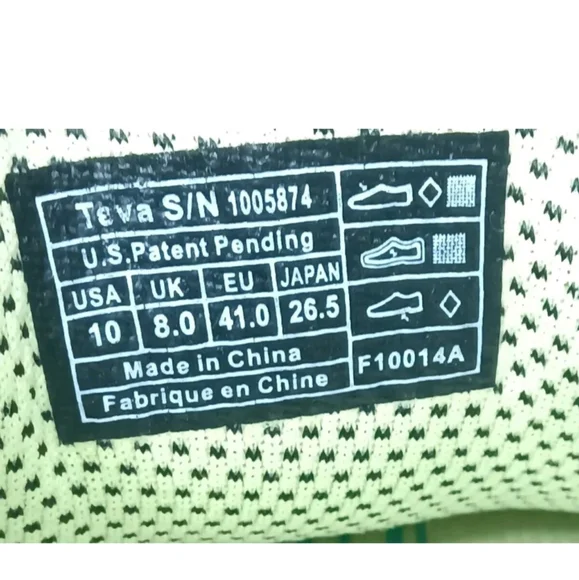 Teva S/N 1005874
U.S. Patent Pending
USA UK EU JAPAN
10 8.0 41.0 26.5
Made in China
Fabrique en Chine
F10014A